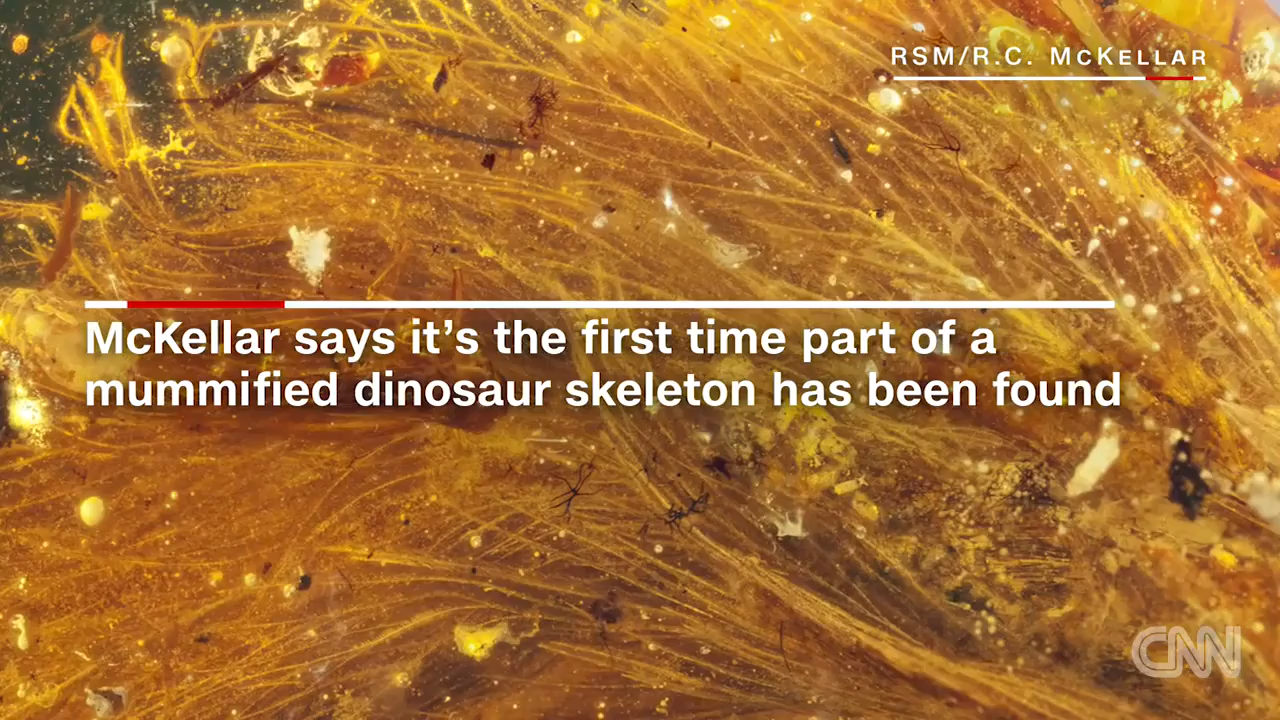 RSM/R.C. McKELLAR
McKellar says it’s the first time part of a
mummified dinosaur skeleton has been found
CNN